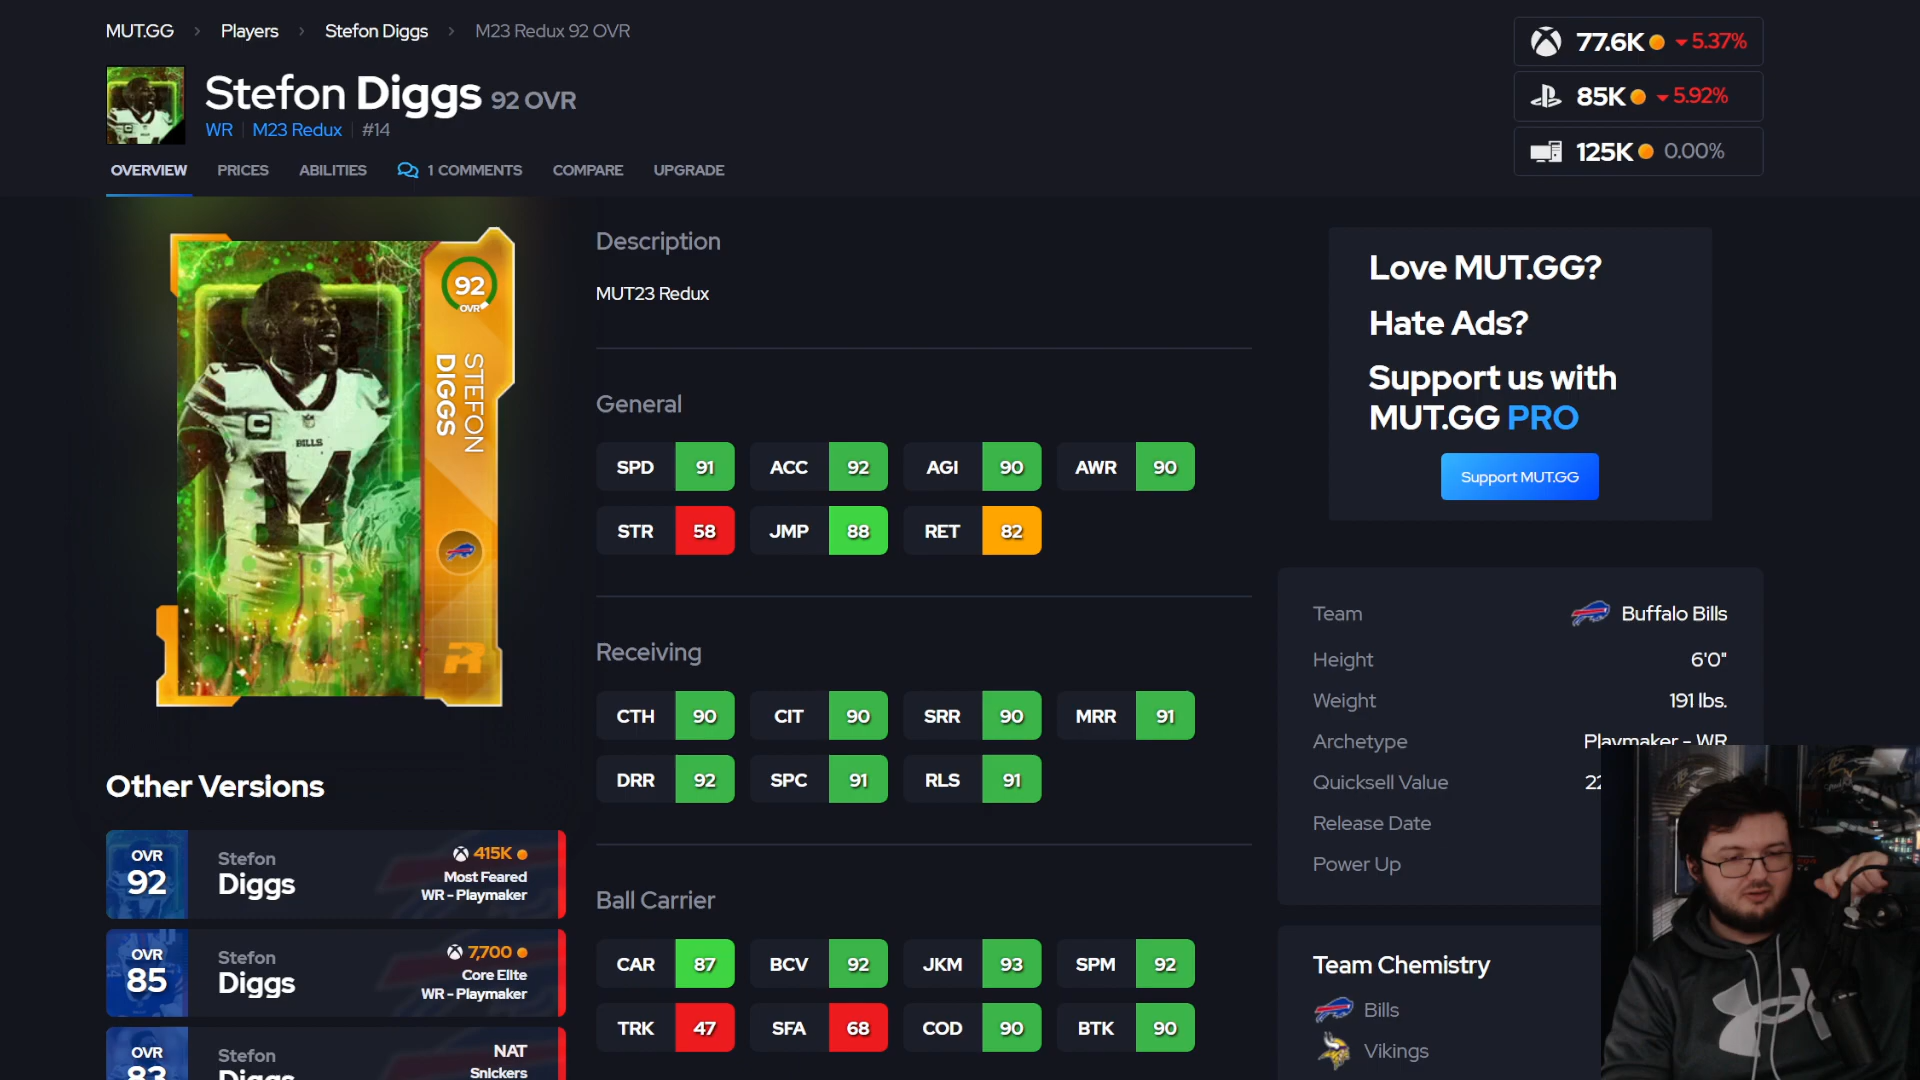 MUT.GG > Players > Stefon Diggs > M23 Redux 92 OVR
Stefon Diggs 92 OVR
WR | M23 Redux | #14
OVERVIEW PRICES ABILITIES 1 COMMENTS COMPARE UPGRADE
77.6K 5.37%
85K 5.92%
125K 0.00%
92
OVR
STEFON
DIGGS
C
BILLS
14
R
Description
MUT23 Redux
General
SPD 91 ACC 92 AGI 90 AWR 90
STR 58 JMP 88 RET 82
Receiving
CTH 90 CIT 90 SRR 90 MRR 91
DRR 92 SPC 91 RLS 91
Ball Carrier
CAR 87 BCV 92 JKM 93 SPM 92
TRK 47 SFA 68 COD 90 BTK 90
Other Versions
OVR
92
Stefon
Diggs
415K
Most Feared
WR - Playmaker
OVR
85
Stefon
Diggs
7,700
Core Elite
WR - Playmaker
OVR
83
Stefon
Diggs
NAT
Snickers
Love MUT.GG?
Hate Ads?
Support us with
MUT.GG PRO
Support MUT.GG
Team Buffalo Bills
Height 6'0"
Weight 191 lbs.
Archetype Playmaker - WR
Quicksell Value
Release Date
Power Up
Team Chemistry
Bills
Vikings